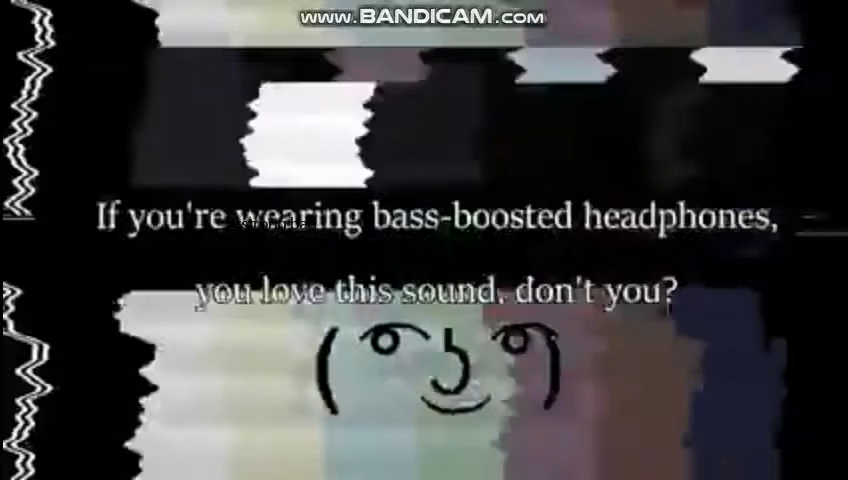 www.BANDICAM.com
If you're wearing bass-boosted headphones,
you love this sound, don't you?
( ͡° ͜ʖ ͡°)